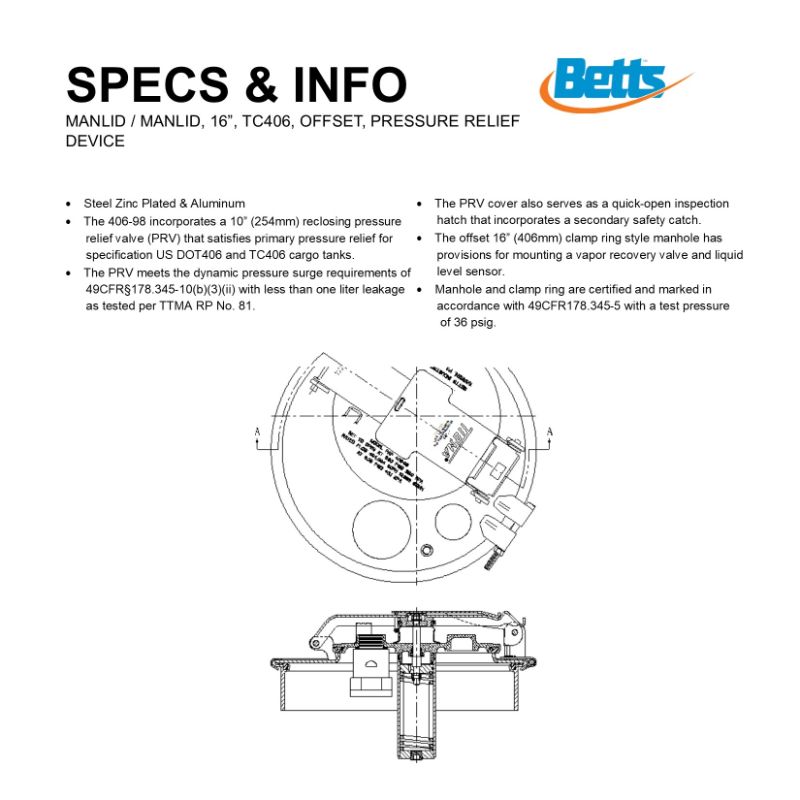 SPECS & INFO
Betts
MANLID / MANLID, 16”, TC406, OFFSET, PRESSURE RELIEF
DEVICE
• Steel Zinc Plated & Aluminum
• The 406-98 incorporates a 10” (254mm) reclosing pressure
relief valve (PRV) that satisfies primary pressure relief for
specification US DOT406 and TC406 cargo tanks.
• The PRV meets the dynamic pressure surge requirements of
49CFR§178.345-10(b)(3)(ii) with less than one liter leakage
as tested per TTMA RP No. 81.
• The PRV cover also serves as a quick-open inspection
hatch that incorporates a secondary safety catch.
• The offset 16” (406mm) clamp ring style manhole has
provisions for mounting a vapor recovery valve and liquid
level sensor.
• Manhole and clamp ring are certified and marked in
accordance with 49CFR178.345-5 with a test pressure
of 36 psig.
A
A